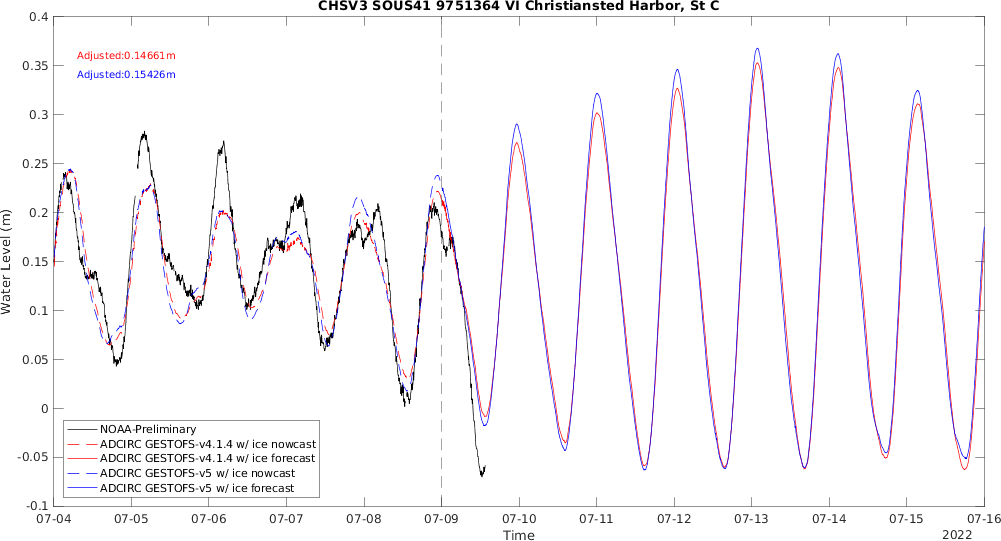 CHSV3 SOUS41 9751364 VI Christiansted Harbor, St C
Adjusted:0.14661m
Adjusted:0.15426m
Water Level (m)
0.4
0.35
0.3
0.25
0.2
0.15
0.1
0.05
0
-0.05
-0.1
NOAA-Preliminary
ADCIRC GESTOFS-v4.1.4 w/ ice nowcast
ADCIRC GESTOFS-v4.1.4 w/ ice forecast
ADCIRC GESTOFS-v5 w/ ice nowcast
ADCIRC GESTOFS-v5 w/ ice forecast
07-04 07-05 07-06 07-07 07-08 07-09 07-10 07-11 07-12 07-13 07-14 07-15 07-16
Time
2022